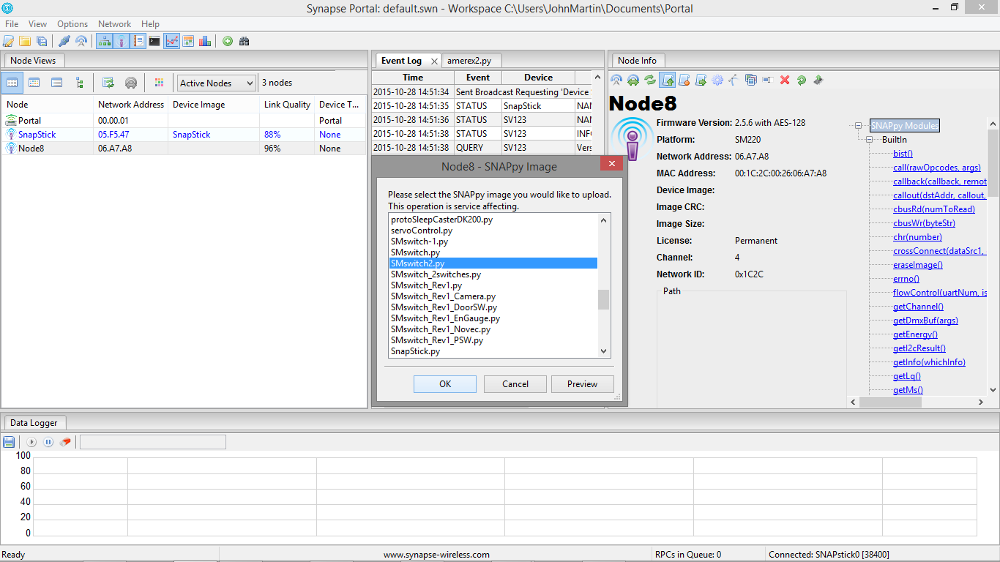 Synapse Portal: default.swn - Workspace C:\Users\JohnMartin\Documents\Portal
File View Options Network Help
Node Views
Active Nodes 3 nodes
Node Network Address Device Image Link Quality Device T...
Portal 00.00.01 Portal
SnapStick 05.F5.47 SnapStick 88% None
Node8 06.A7.A8 96% None
Event Log amerex2.py
Time Event Device
2015-10-28 14:51:34 Sent Broadcast Requesting 'Device
2015-10-28 14:51:35 STATUS SnapStick NAM
2015-10-28 14:51:36 STATUS SV123 NAM
2015-10-28 14:51:38 STATUS SV123 INFO
2015-10-28 14:51:38 QUERY SV123 Vers
Node8 - SNAPpy Image
Please select the SNAPpy image you would like to upload.
This operation is service affecting.
protoSleepCasterDK200.py
servoControl.py
SMswitch-1.py
SMswitch.py
SMswitch2.py
SMswitch_2switches.py
SMswitch_Rev1.py
SMswitch_Rev1_Camera.py
SMswitch_Rev1_DoorSW.py
SMswitch_Rev1_EnGauge.py
SMswitch_Rev1_Novec.py
SMswitch_Rev1_PSW.py
SnapStick.py
OK Cancel Preview
Node Info
Node8
Firmware Version: 2.5.6 with AES-128
Platform: SM220
Network Address: 06.A7.A8
MAC Address: 00:1C:2C:00:26:06:A7:A8
Device Image:
Image CRC:
Image Size:
License: Permanent
Channel: 4
Network ID: 0x1C2C
Path
SNAPpy Modules
BuiltIn
bist()
call(rawOpcodes, args)
callback(callback, remot
callout(dstAddr, callout,
cbusRd(numToRead)
cbusWr(byteStr)
chr(number)
crossConnect(dataSrc1,
eraseImage()
errno()
flowControl(uartNum, is
getChannel()
getDmxBuf(args)
getEnergy()
getI2cResult()
getInfo(whichInfo)
getLq()
getMs()
Data Logger
100
80
60
40
20
0
Ready www.synapse-wireless.com RPCs in Queue: 0 Connected: SNAPstick0 [38400]